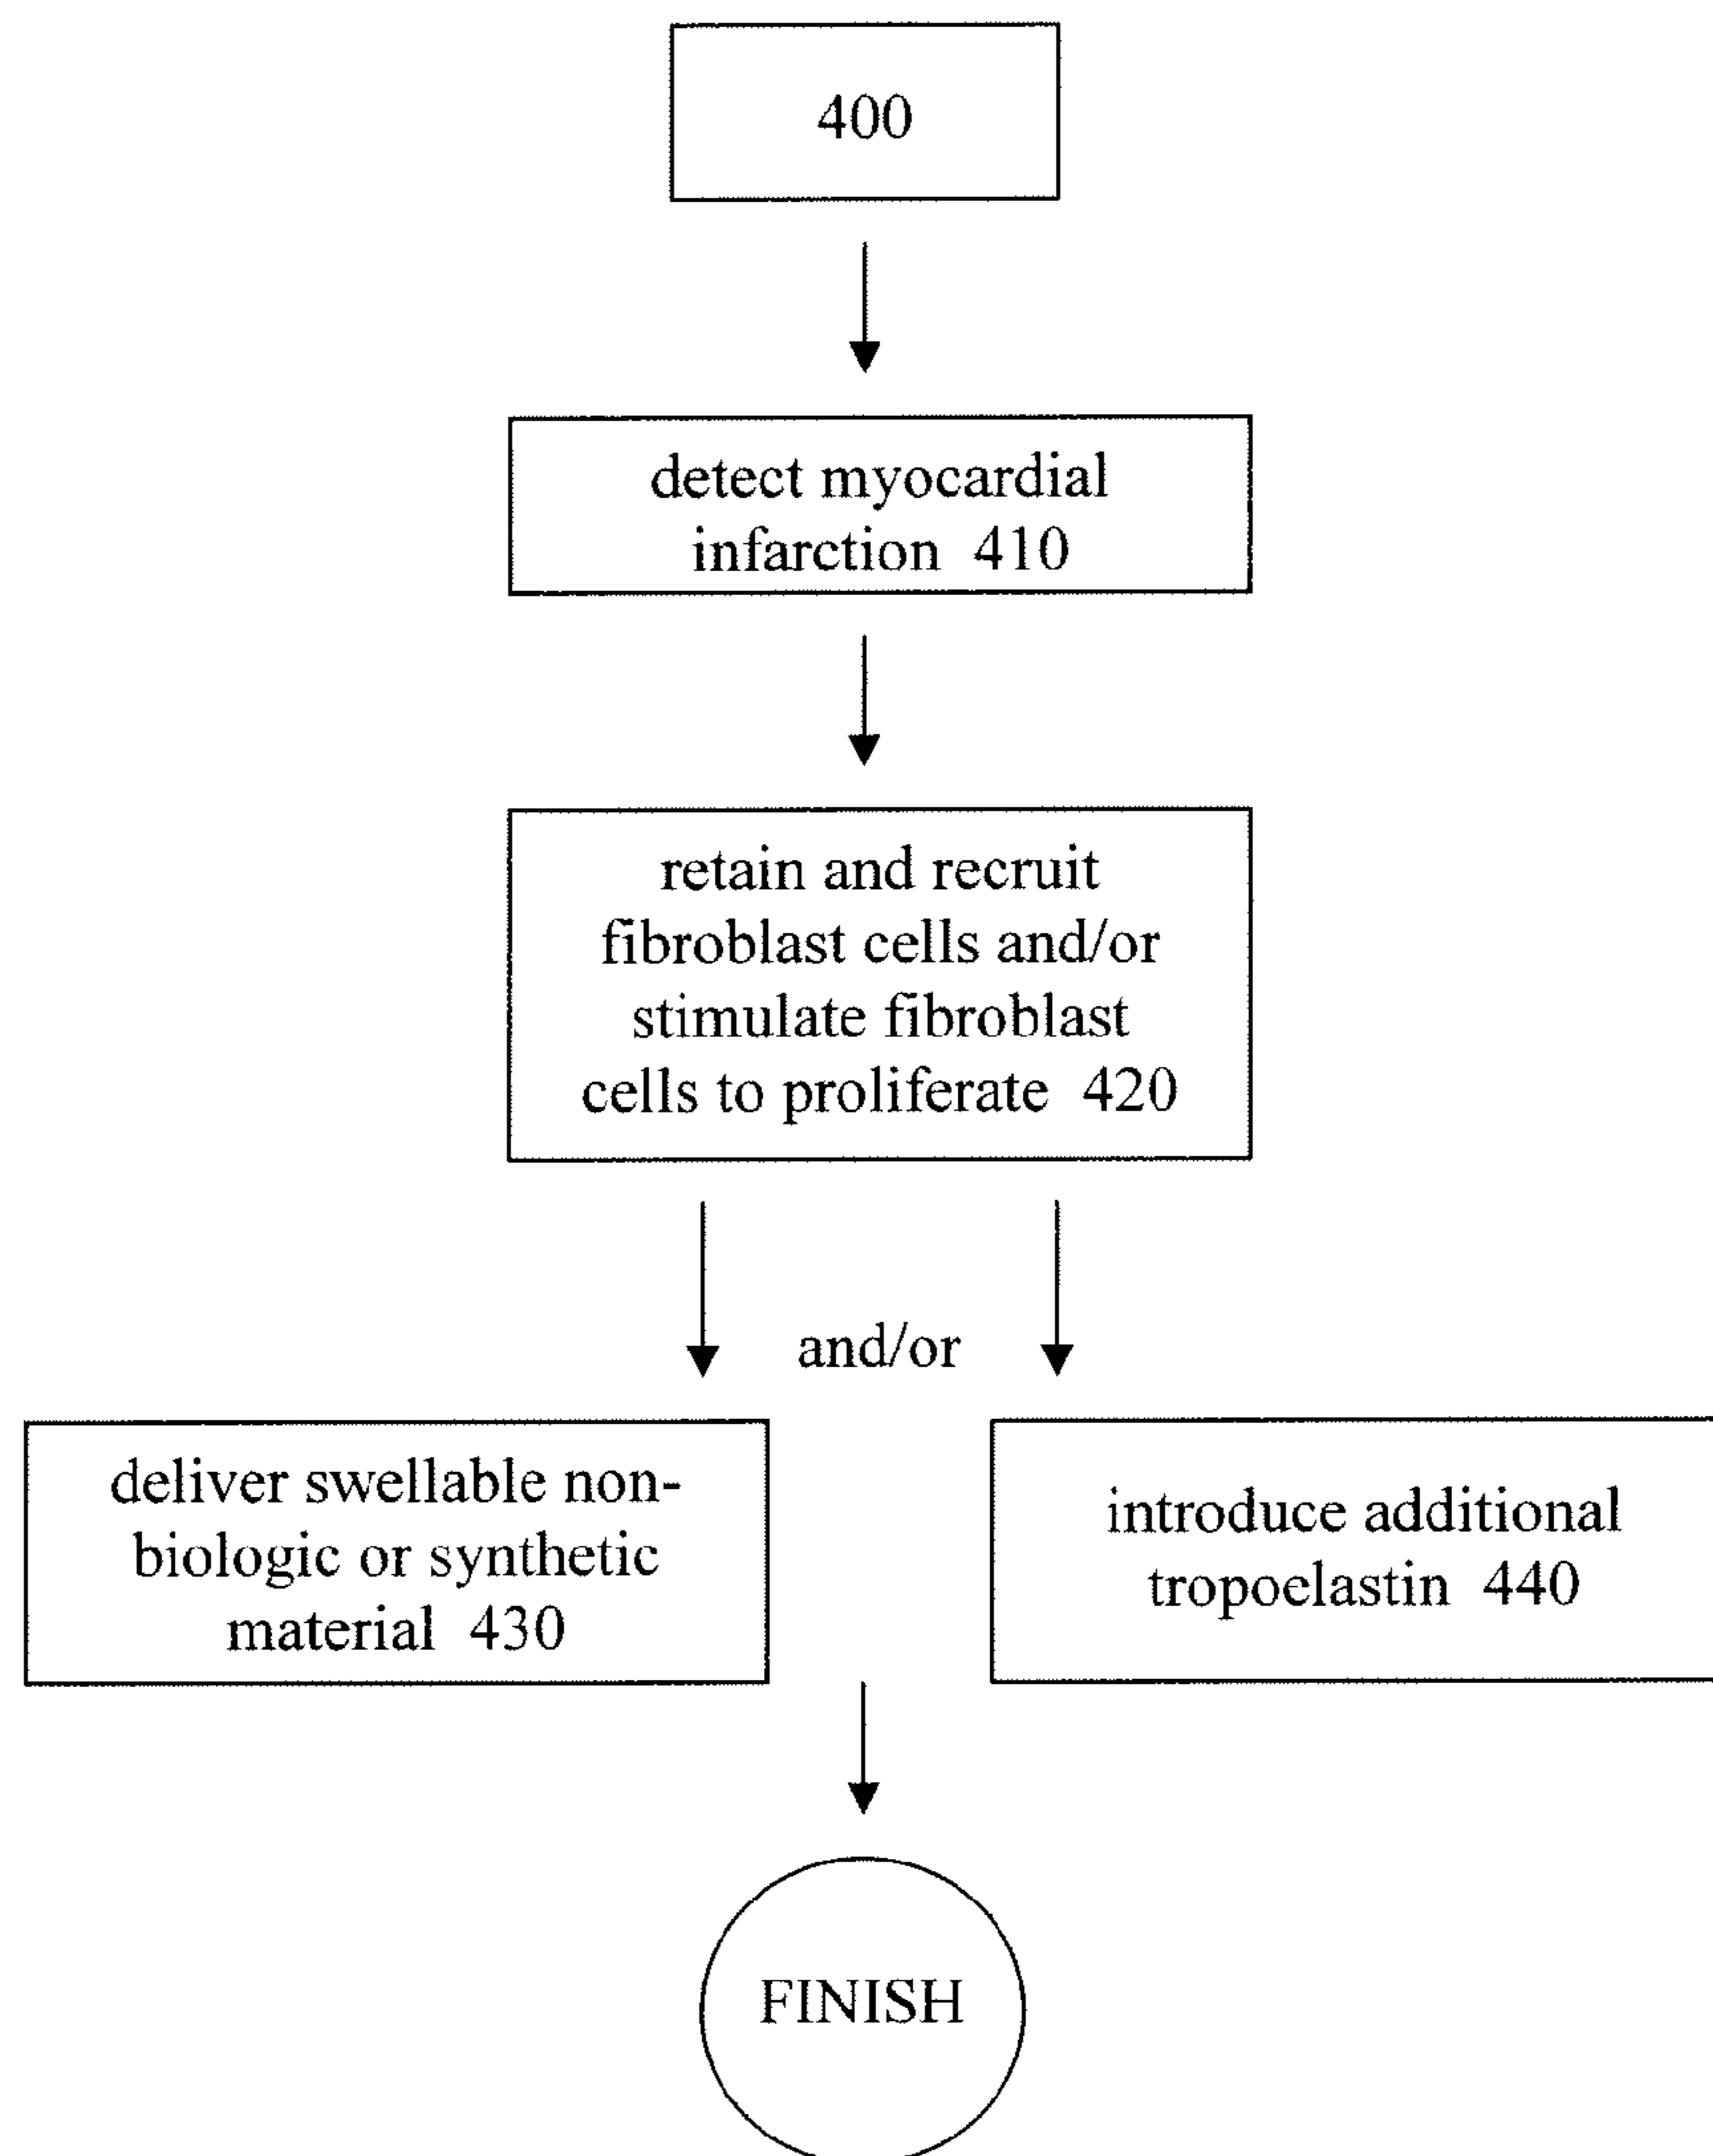 400
detect myocardial
infarction 410
retain and recruit
fibroblast cells and/or
stimulate fibroblast
cells to proliferate 420
and/or
deliver swellable non-
biologic or synthetic
material 430
introduce additional
tropoelastin 440
FINISH